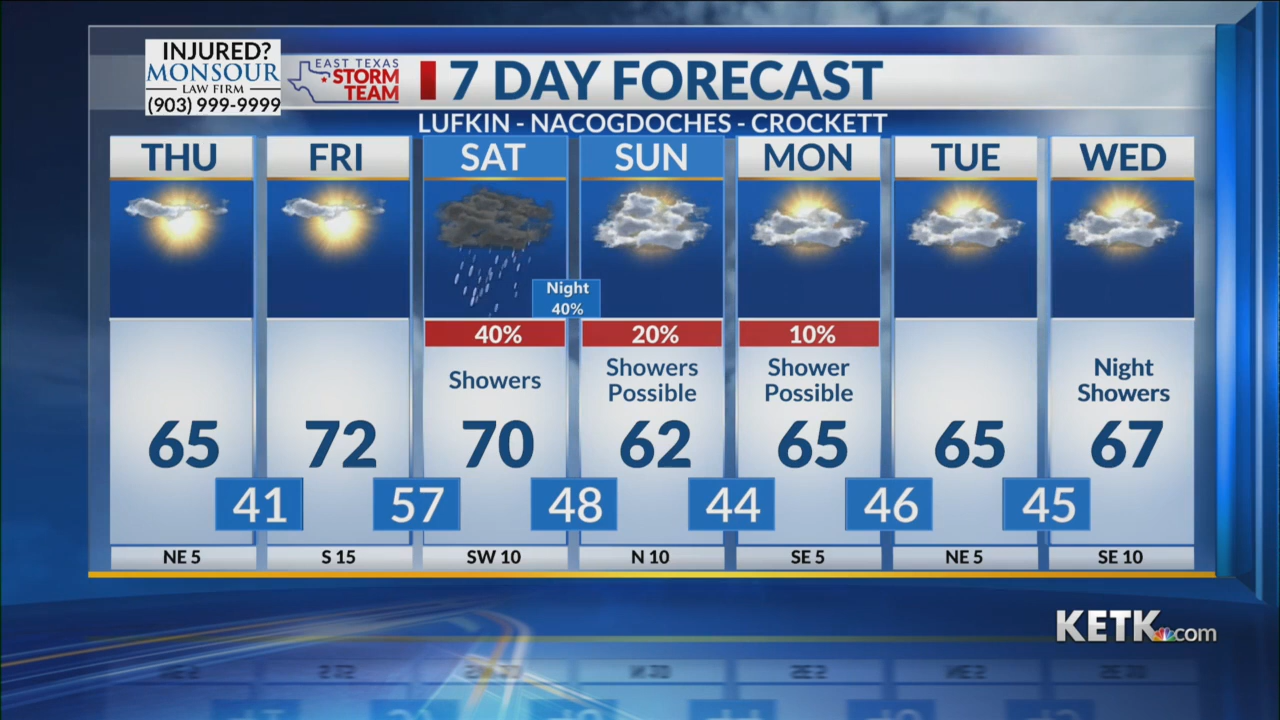 INJURED?
MONSOUR
LAW FIRM
(903) 999-9999
EAST TEXAS
STORM
TEAM
7 DAY FORECAST
LUFKIN - NACOGDOCHES - CROCKETT
THU FRI SAT SUN MON TUE WED
Night
40%
40% 20% 10%
Showers
Showers
Possible
Shower
Possible
Night
Showers
65 72 70 62 65 65 67
41 57 48 44 46 45
NE 5 S 15 SW 10 N 10 SE 5 NE 5 SE 10
KETK.com